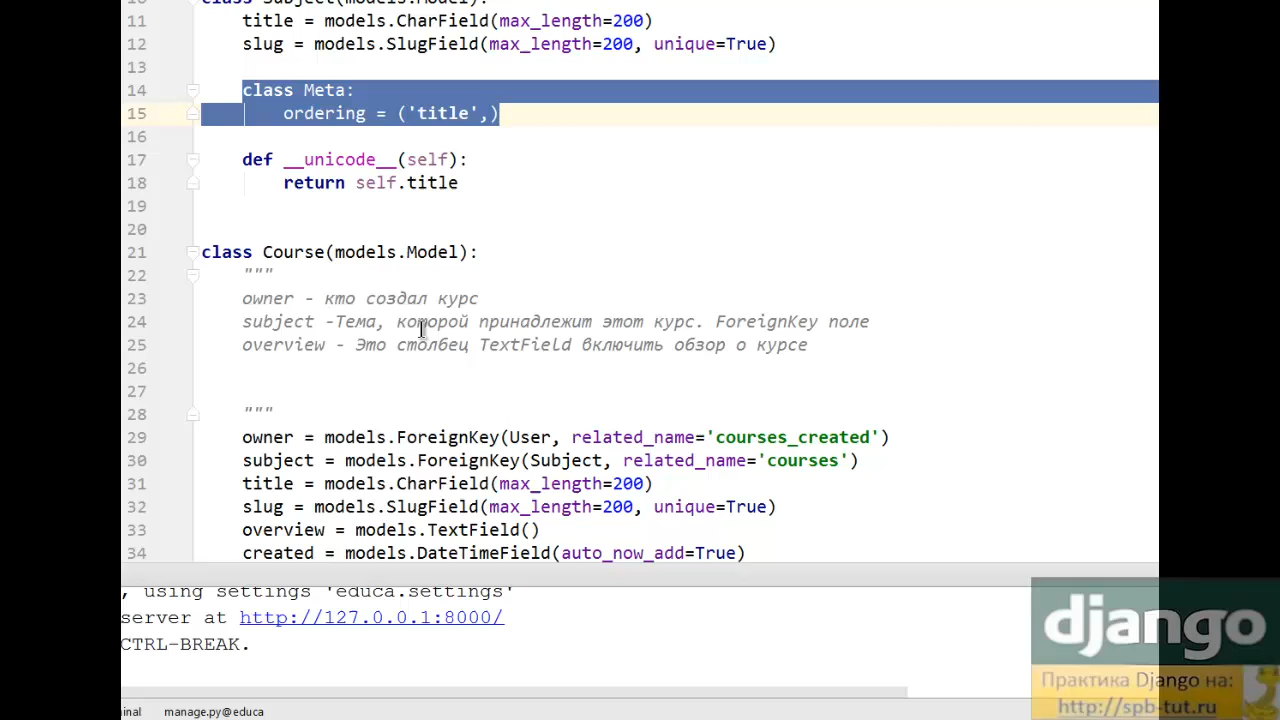 10 class Subject(models.Model):
11 title = models.CharField(max_length=200)
12 slug = models.SlugField(max_length=200, unique=True)
13
14 class Meta:
15 ordering = ('title',)
16
17 def __unicode__(self):
18 return self.title
19
20
21 class Course(models.Model):
22 """
23 owner - кто создал курс
24 subject -Тема, которой принадлежит этот курс. ForeignKey поле
25 overview - Это столбец TextField включить обзор о курсе
26
27
28 """
29 owner = models.ForeignKey(User, related_name='courses_created')
30 subject = models.ForeignKey(Subject, related_name='courses')
31 title = models.CharField(max_length=200)
32 slug = models.SlugField(max_length=200, unique=True)
33 overview = models.TextField()
34 created = models.DateTimeField(auto_now_add=True)
, using settings 'educa.settings'
server at http://127.0.0.1:8000/
CTRL-BREAK.
minal manage.py@educa
django
Практика Django на:
http://spb-tut.ru